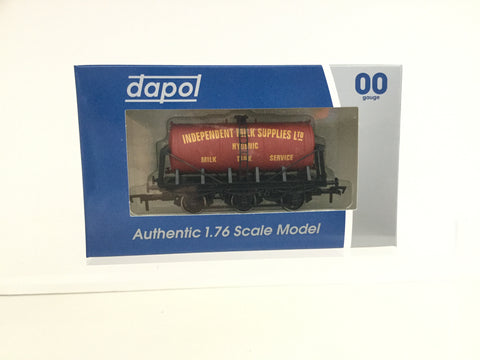 dapol
00
gauge
INDEPENDENT MILK SUPPLIES LTD
HYGIENIC
MILK TANK SERVICE
Authentic 1.76 Scale Model